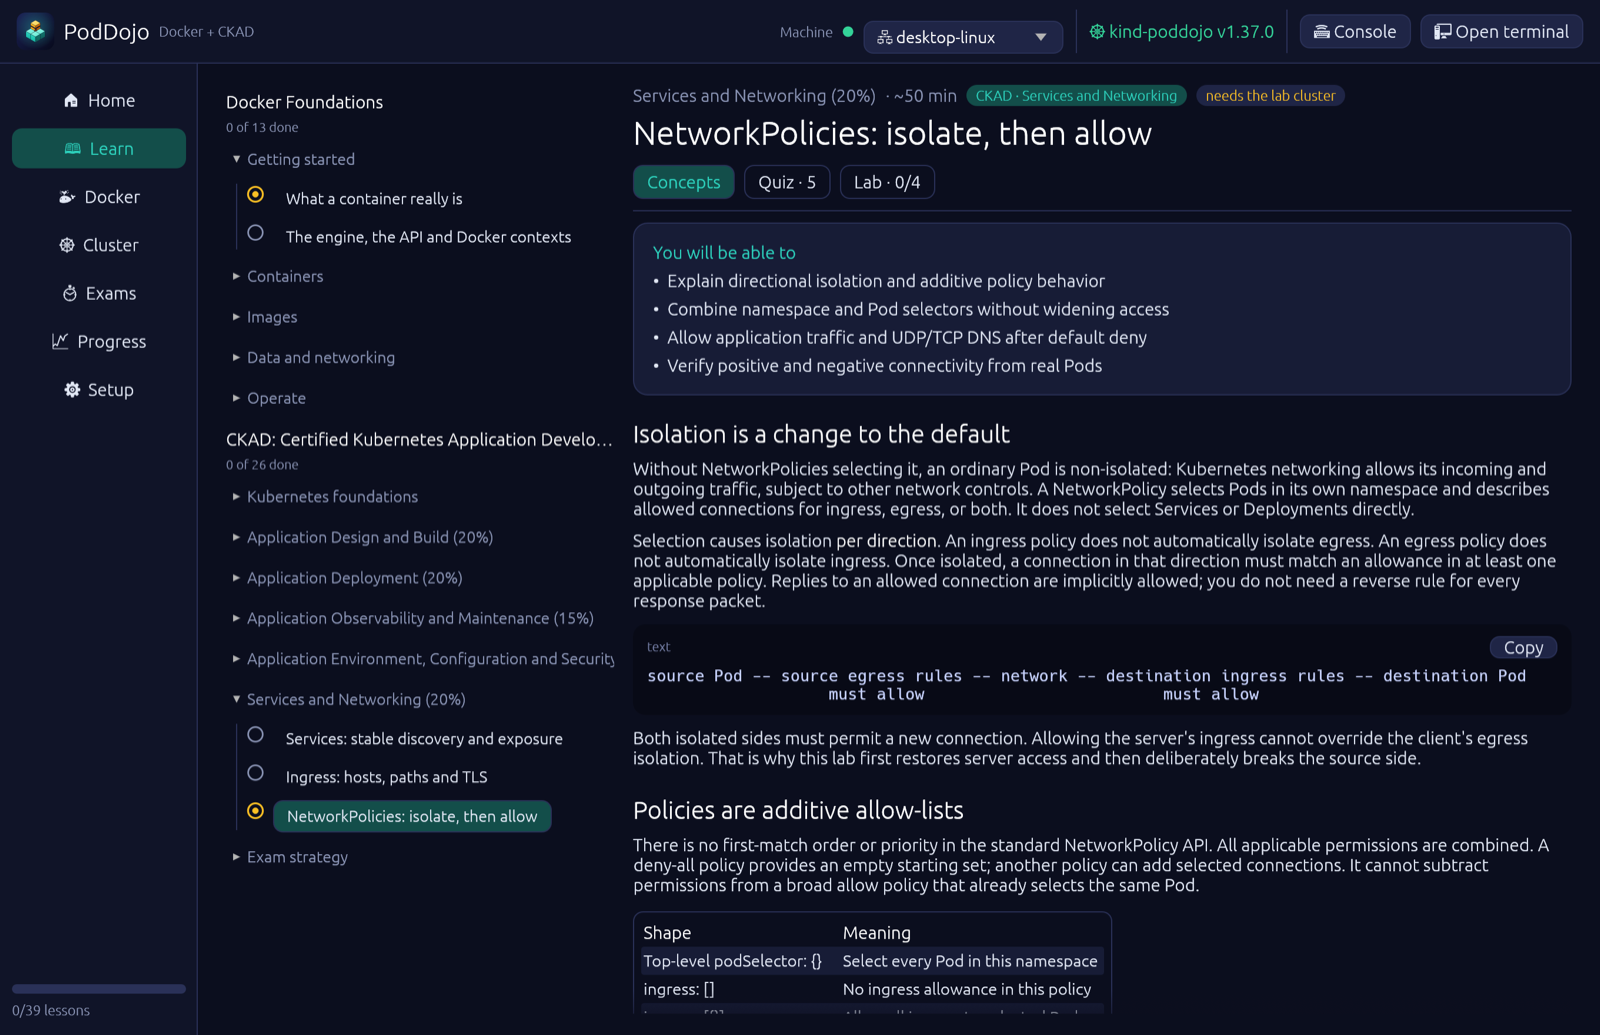 PodDojo Docker + CKAD
Machine desktop-linux kind-poddojo v1.37.0 Console Open terminal
Home
Learn
Docker
Cluster
Exams
Progress
Setup
0/39 lessons
Docker Foundations
0 of 13 done
Getting started
What a container really is
The engine, the API and Docker contexts
Containers
Images
Data and networking
Operate
CKAD: Certified Kubernetes Application Develo...
0 of 26 done
Kubernetes foundations
Application Design and Build (20%)
Application Deployment (20%)
Application Observability and Maintenance (15%)
Application Environment, Configuration and Security
Services and Networking (20%)
Services: stable discovery and exposure
Ingress: hosts, paths and TLS
NetworkPolicies: isolate, then allow
Exam strategy
Services and Networking (20%) · ~50 min CKAD · Services and Networking needs the lab cluster
NetworkPolicies: isolate, then allow
Concepts Quiz · 5 Lab · 0/4
You will be able to
• Explain directional isolation and additive policy behavior
• Combine namespace and Pod selectors without widening access
• Allow application traffic and UDP/TCP DNS after default deny
• Verify positive and negative connectivity from real Pods
Isolation is a change to the default
Without NetworkPolicies selecting it, an ordinary Pod is non-isolated: Kubernetes networking allows its incoming and
outgoing traffic, subject to other network controls. A NetworkPolicy selects Pods in its own namespace and describes
allowed connections for ingress, egress, or both. It does not select Services or Deployments directly.
Selection causes isolation per direction. An ingress policy does not automatically isolate egress. An egress policy does
not automatically isolate ingress. Once isolated, a connection in that direction must match an allowance in at least one
applicable policy. Replies to an allowed connection are implicitly allowed; you do not need a reverse rule for every
response packet.
text Copy
source Pod -- source egress rules -- network -- destination ingress rules -- destination Pod
must allow must allow
Both isolated sides must permit a new connection. Allowing the server's ingress cannot override the client's egress
isolation. That is why this lab first restores server access and then deliberately breaks the source side.
Policies are additive allow-lists
There is no first-match order or priority in the standard NetworkPolicy API. All applicable permissions are combined. A
deny-all policy provides an empty starting set; another policy can add selected connections. It cannot subtract
permissions from a broad allow policy that already selects the same Pod.
Shape Meaning
Top-level podSelector: {} Select every Pod in this namespace
ingress: [] No ingress allowance in this policy